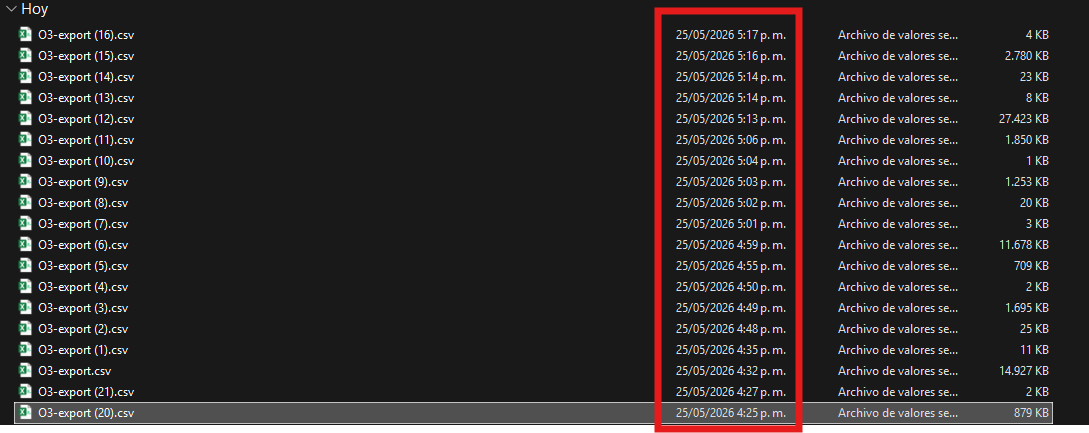 Hoy
O3-export (16).csv 25/05/2026 5:17 p. m. Archivo de valores se... 4 KB
O3-export (15).csv 25/05/2026 5:16 p. m. Archivo de valores se... 2.780 KB
O3-export (14).csv 25/05/2026 5:14 p. m. Archivo de valores se... 23 KB
O3-export (13).csv 25/05/2026 5:14 p. m. Archivo de valores se... 8 KB
O3-export (12).csv 25/05/2026 5:13 p. m. Archivo de valores se... 27.423 KB
O3-export (11).csv 25/05/2026 5:06 p. m. Archivo de valores se... 1.850 KB
O3-export (10).csv 25/05/2026 5:04 p. m. Archivo de valores se... 1 KB
O3-export (9).csv 25/05/2026 5:03 p. m. Archivo de valores se... 1.253 KB
O3-export (8).csv 25/05/2026 5:02 p. m. Archivo de valores se... 20 KB
O3-export (7).csv 25/05/2026 5:01 p. m. Archivo de valores se... 3 KB
O3-export (6).csv 25/05/2026 4:59 p. m. Archivo de valores se... 11.678 KB
O3-export (5).csv 25/05/2026 4:55 p. m. Archivo de valores se... 709 KB
O3-export (4).csv 25/05/2026 4:50 p. m. Archivo de valores se... 2 KB
O3-export (3).csv 25/05/2026 4:49 p. m. Archivo de valores se... 1.695 KB
O3-export (2).csv 25/05/2026 4:48 p. m. Archivo de valores se... 25 KB
O3-export (1).csv 25/05/2026 4:35 p. m. Archivo de valores se... 11 KB
O3-export.csv 25/05/2026 4:32 p. m. Archivo de valores se... 14.927 KB
O3-export (21).csv 25/05/2026 4:27 p. m. Archivo de valores se... 2 KB
O3-export (20).csv 25/05/2026 4:25 p. m. Archivo de valores se... 879 KB